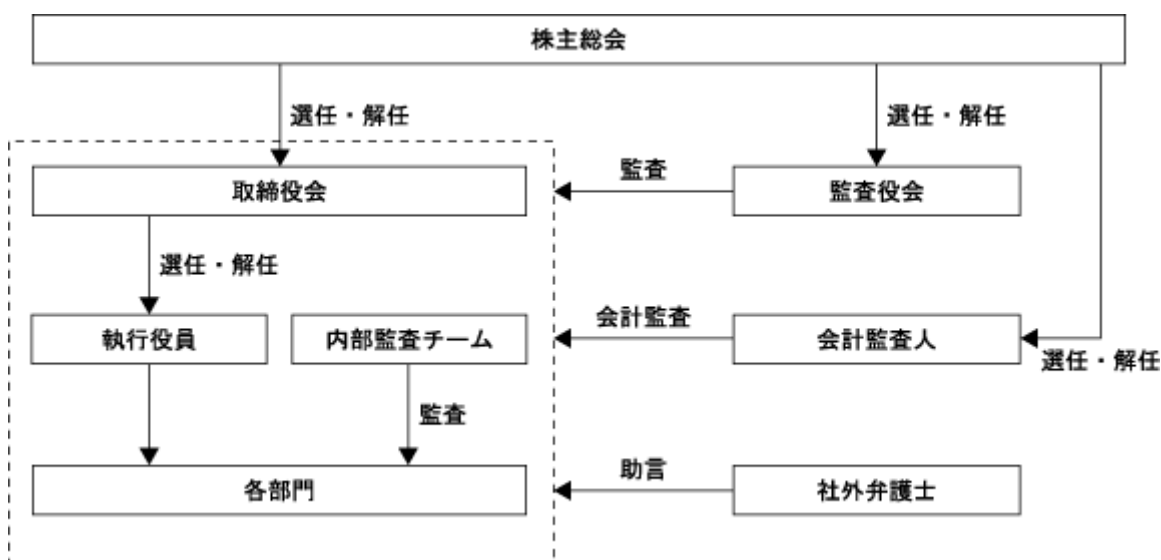 株主総会
選任・解任
選任・解任
取締役会
監査
監査役会
選任・解任
執行役員
内部監査チーム
会計監査
会計監査人
選任・解任
監査
各部門
助言
社外弁護士